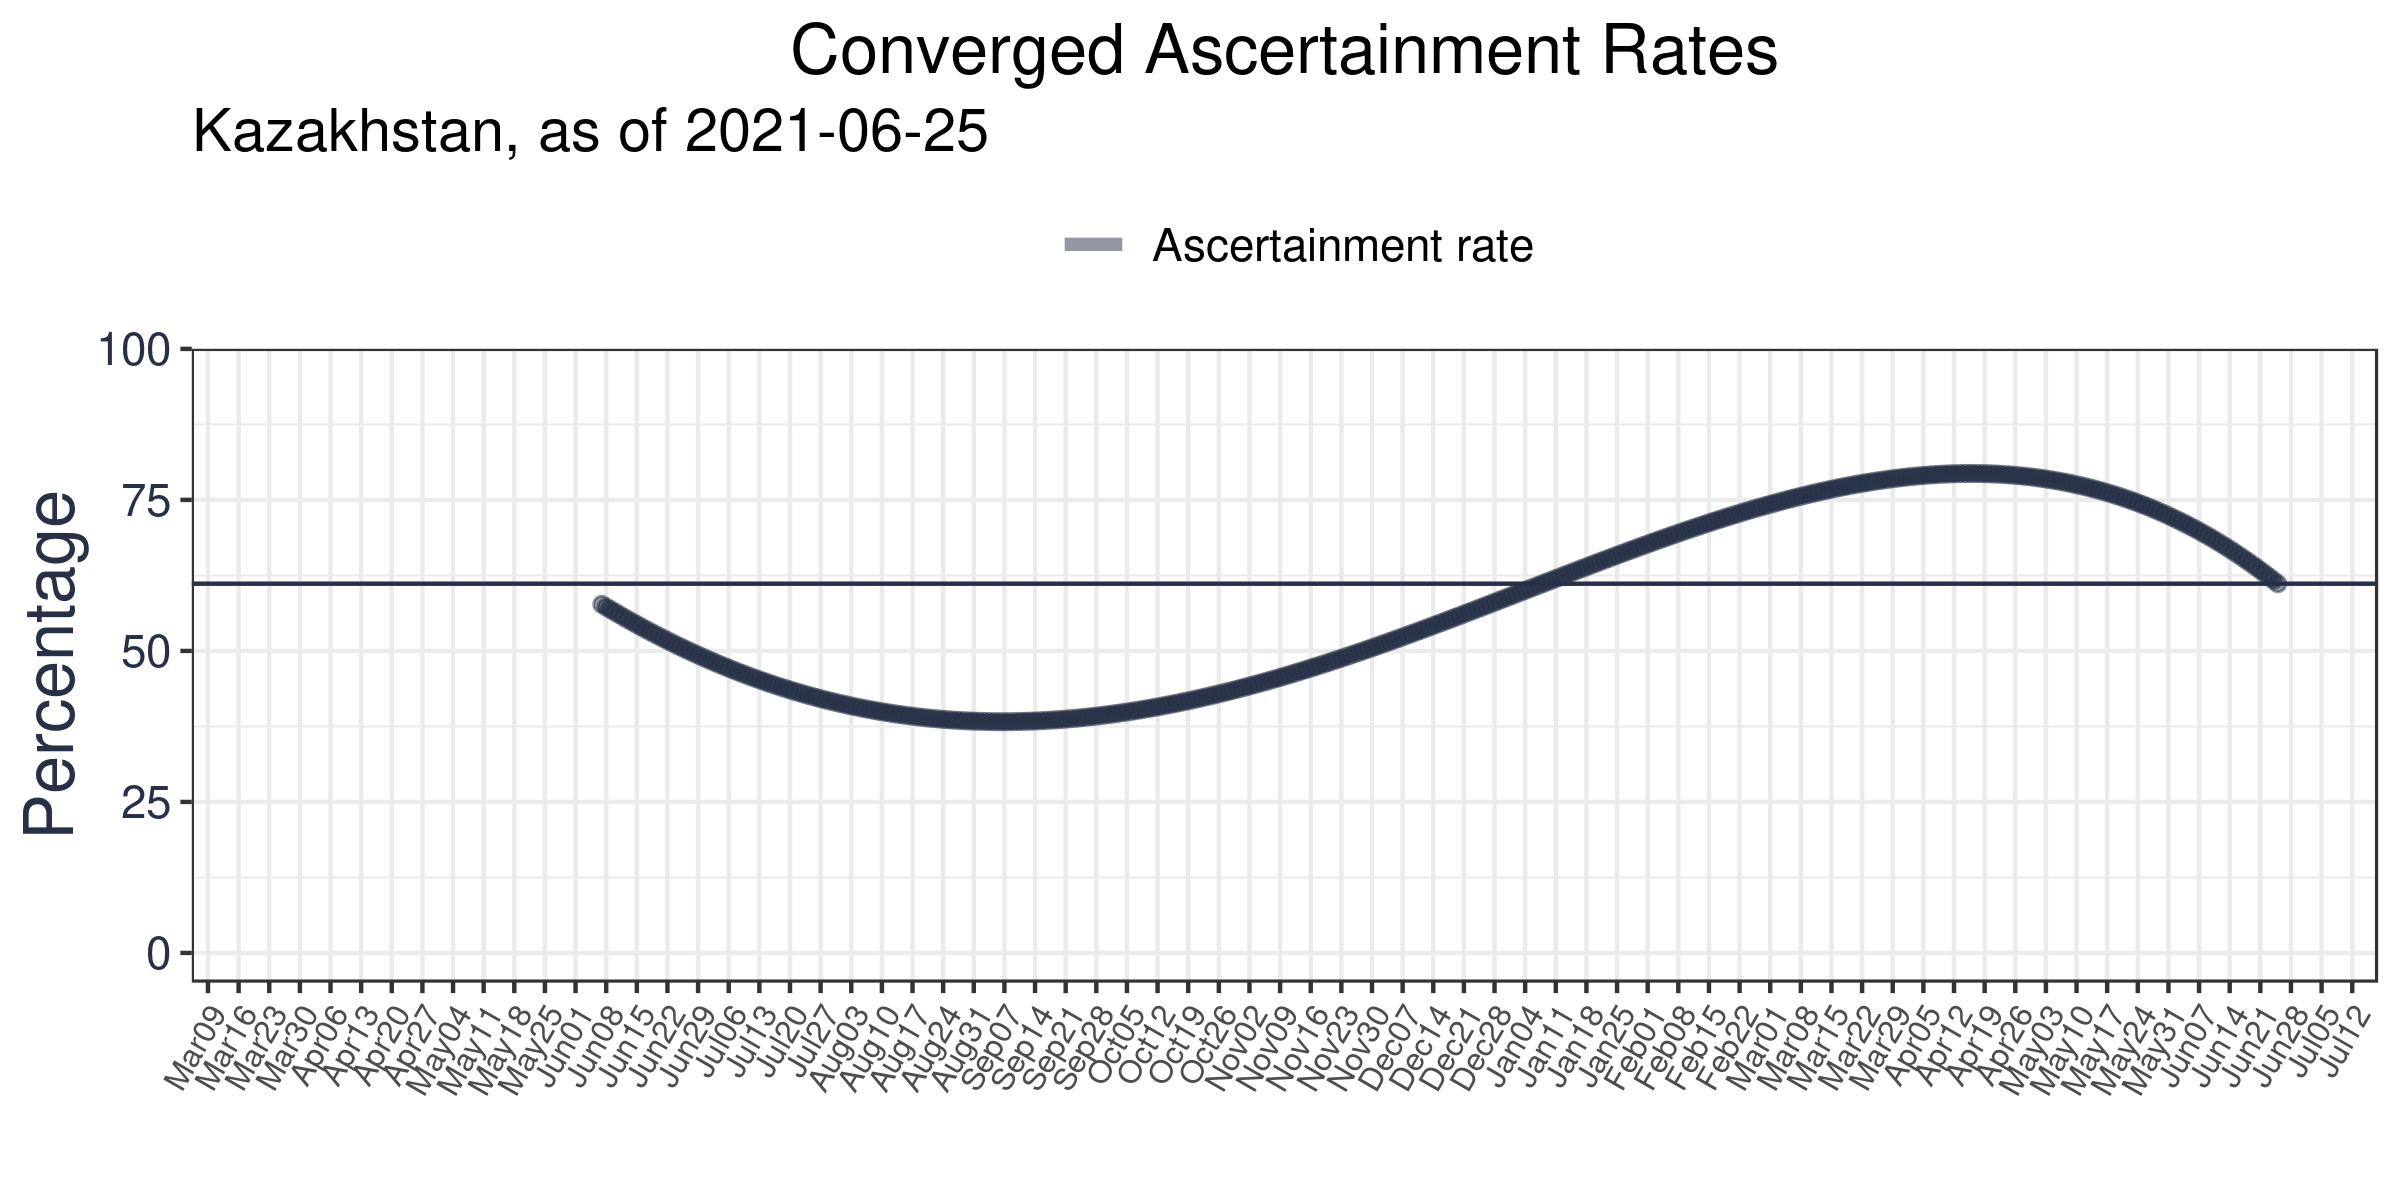 Converged Ascertainment Rates
Kazakhstan, as of 2021-06-25
Ascertainment rate
Percentage
100
75
50
25
0
Mar09 Mar16 Mar23 Mar30 Apr06 Apr13 Apr20 Apr27 May04 May11 May18 May25 Jun01 Jun08 Jun15 Jun22 Jun29 Jul06 Jul13 Jul20 Jul27 Aug03 Aug10 Aug17 Aug24 Aug31 Sep07 Sep14 Sep21 Sep28 Oct05 Oct12 Oct19 Oct26 Nov02 Nov09 Nov16 Nov23 Nov30 Dec07 Dec14 Dec21 Dec28 Jan04 Jan11 Jan18 Jan25 Feb01 Feb08 Feb15 Feb22 Mar01 Mar08 Mar15 Mar22 Mar29 Apr05 Apr12 Apr19 Apr26 May03 May10 May17 May24 May31 Jun07 Jun14 Jun21 Jun28 Jul05 Jul12